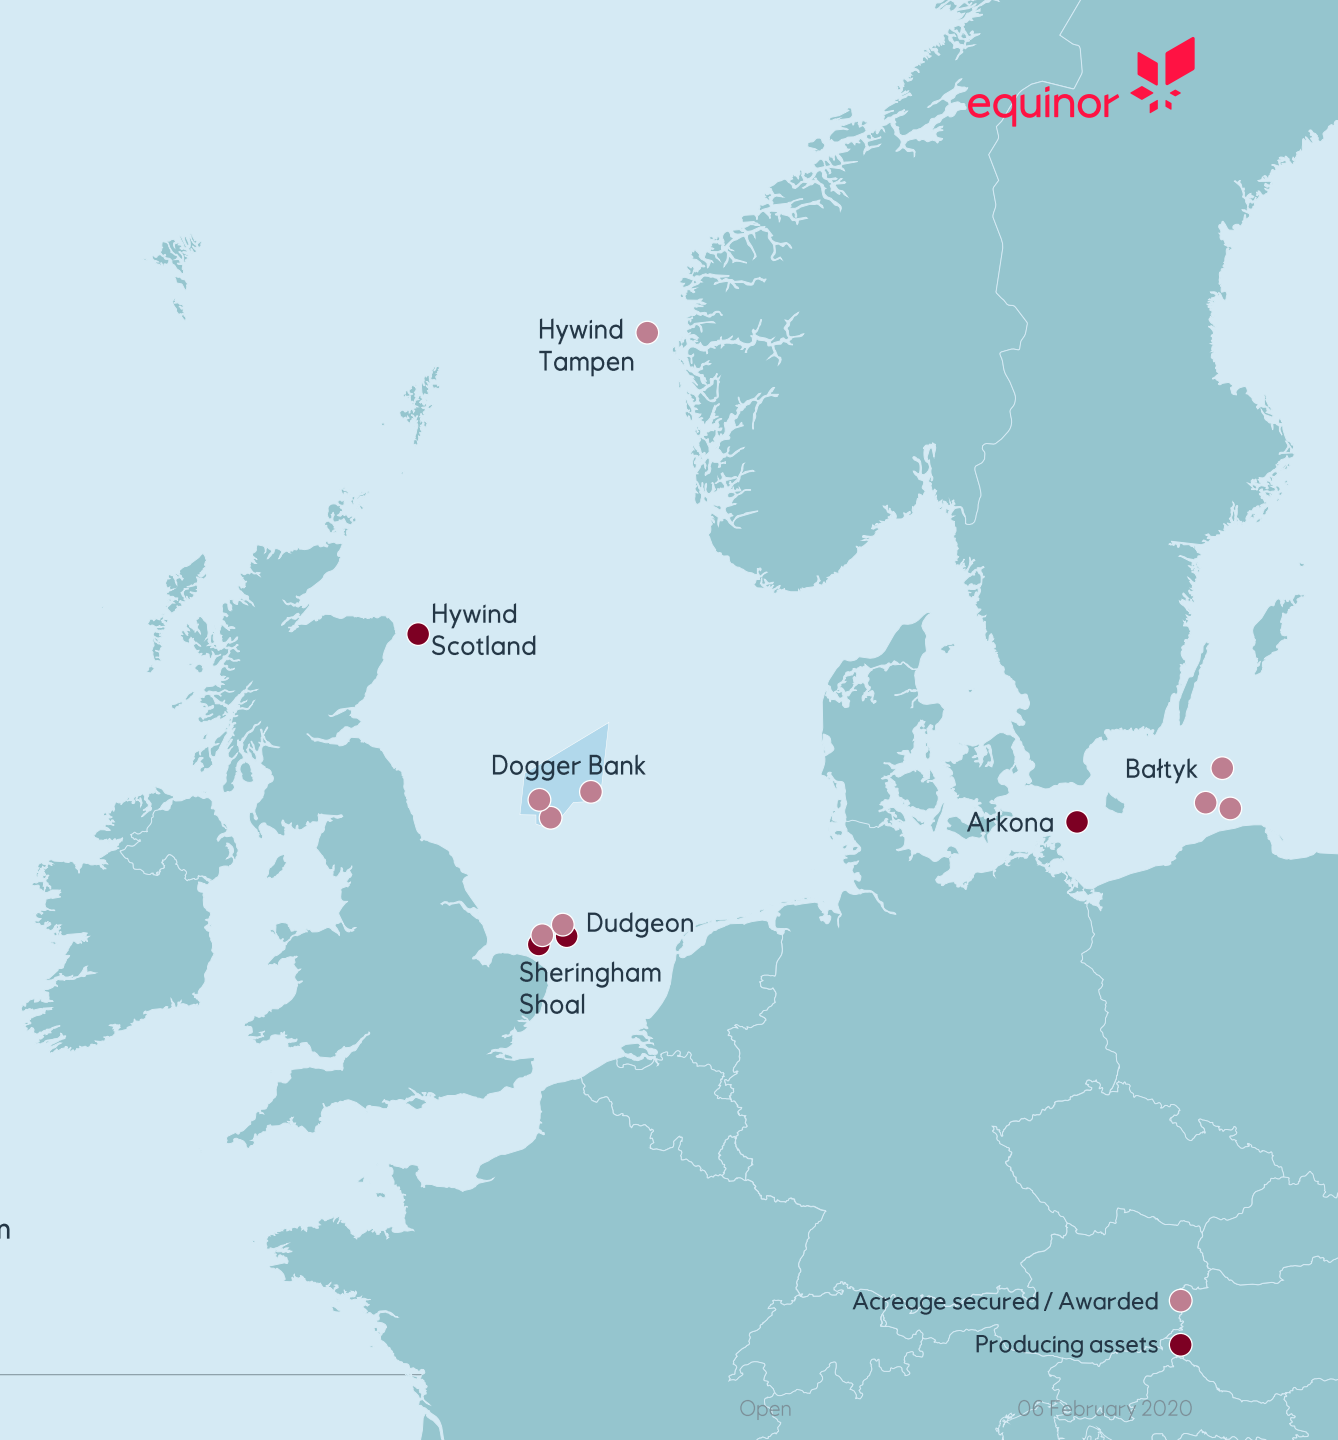 equinor
Hywind
Tampen
Hywind
Scotland
Dogger Bank
Bałtyk
Arkona
Dudgeon
Sheringham
Shoal
Acreage secured / Awarded
Producing assets
Open
06 February 2020